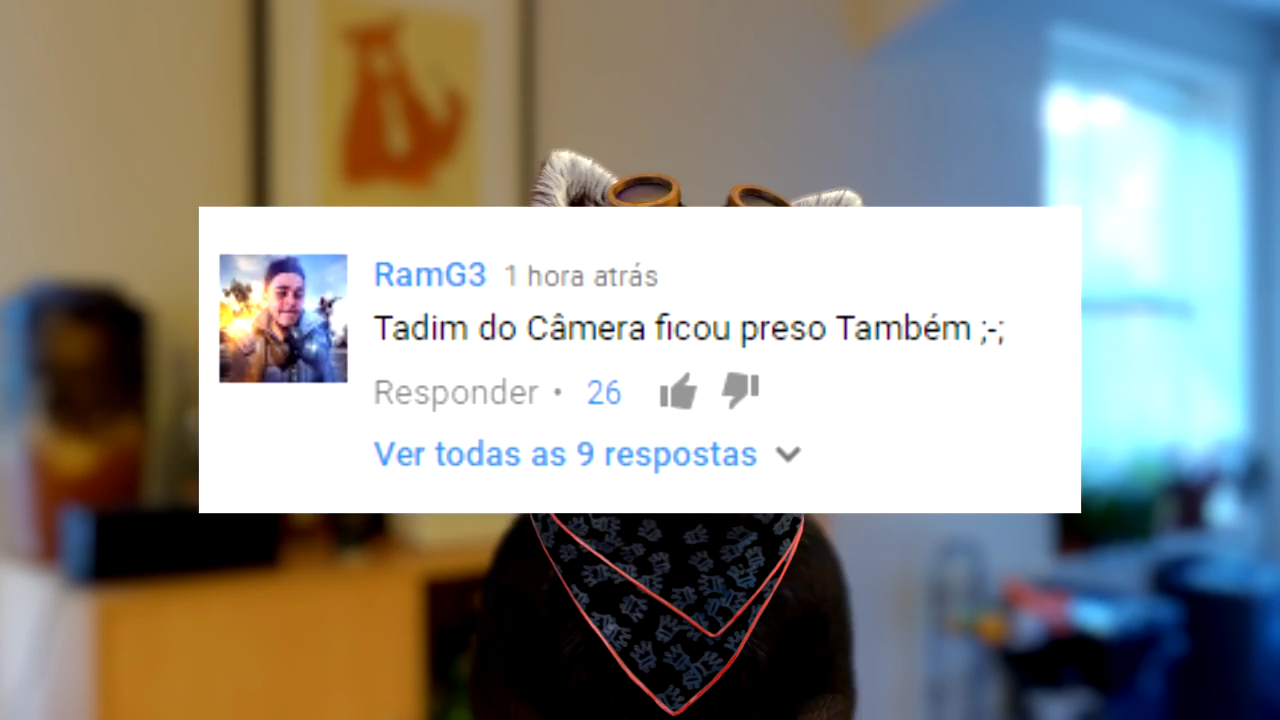 RamG3 1 hora atrás
Tadim do Câmera ficou preso Também ;-;
Responder • 26
Ver todas as 9 respostas